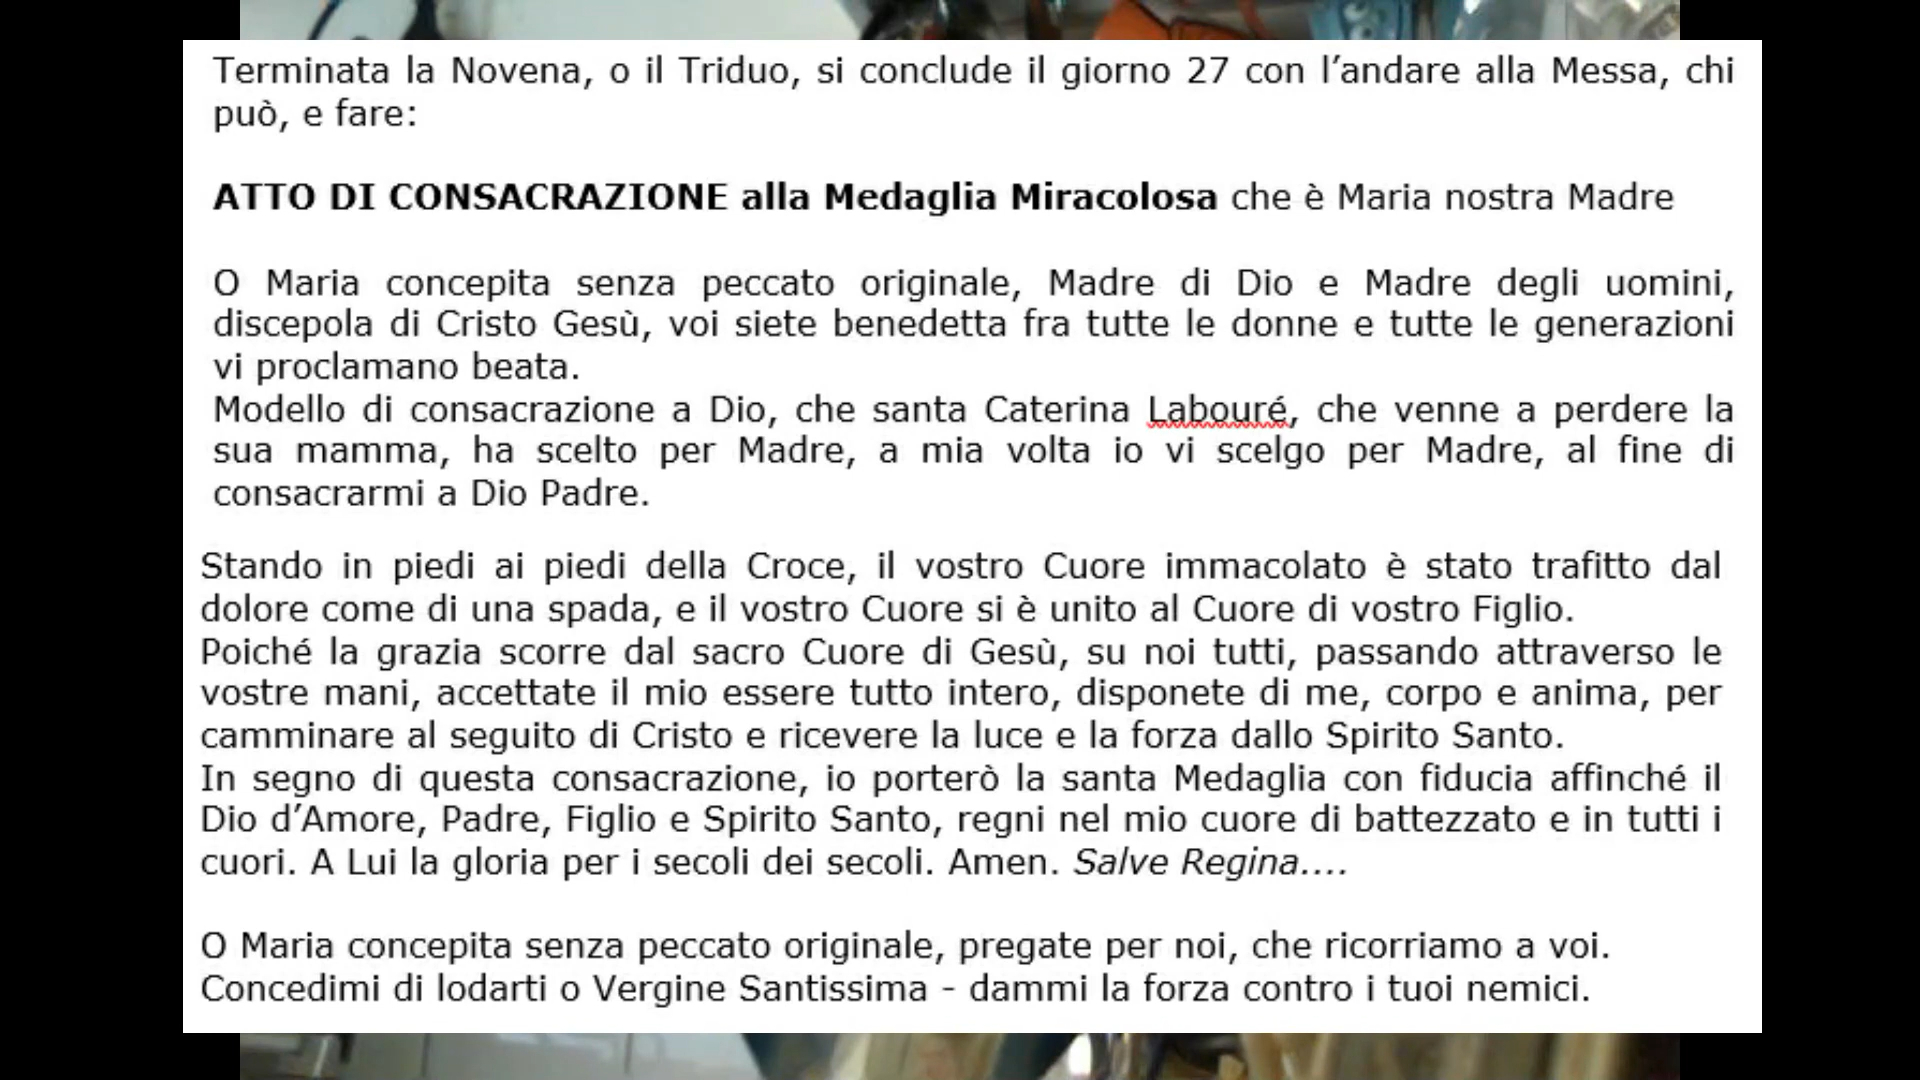 Terminata la Novena, o il Triduo, si conclude il giorno 27 con l’andare alla Messa, chi
può, e fare:
ATTO DI CONSACRAZIONE alla Medaglia Miracolosa che è Maria nostra Madre
O Maria concepita senza peccato originale, Madre di Dio e Madre degli uomini,
discepola di Cristo Gesù, voi siete benedetta fra tutte le donne e tutte le generazioni
vi proclamano beata.
Modello di consacrazione a Dio, che santa Caterina Labouré, che venne a perdere la
sua mamma, ha scelto per Madre, a mia volta io vi scelgo per Madre, al fine di
consacrarmi a Dio Padre.
Stando in piedi ai piedi della Croce, il vostro Cuore immacolato è stato trafitto dal
dolore come di una spada, e il vostro Cuore si è unito al Cuore di vostro Figlio.
Poiché la grazia scorre dal sacro Cuore di Gesù, su noi tutti, passando attraverso le
vostre mani, accettate il mio essere tutto intero, disponete di me, corpo e anima, per
camminare al seguito di Cristo e ricevere la luce e la forza dallo Spirito Santo.
In segno di questa consacrazione, io porterò la santa Medaglia con fiducia affinché il
Dio d’Amore, Padre, Figlio e Spirito Santo, regni nel mio cuore di battezzato e in tutti i
cuori. A Lui la gloria per i secoli dei secoli. Amen. Salve Regina....
O Maria concepita senza peccato originale, pregate per noi, che ricorriamo a voi.
Concedimi di lodarti o Vergine Santissima - dammi la forza contro i tuoi nemici.